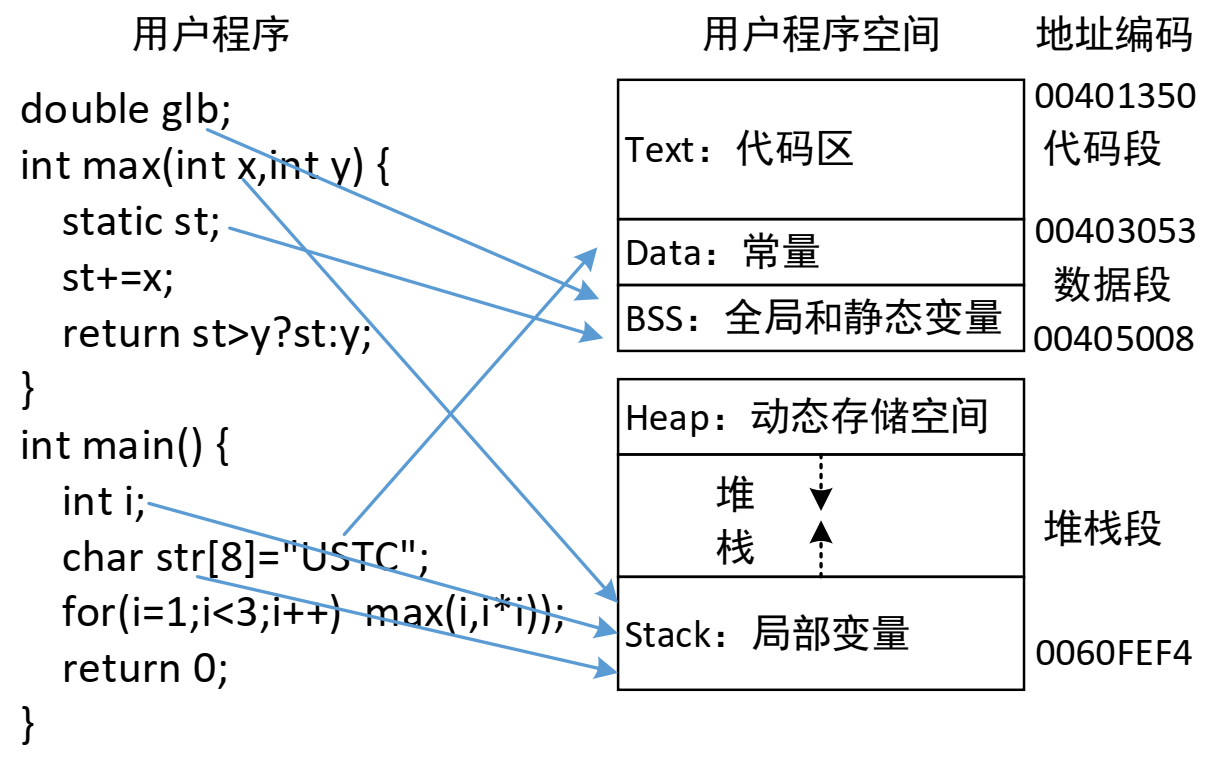 用户程序
double glb;
int max(int x,int y) {
static st;
st+=x;
return st>y?st:y;
}
int main() {
int i;
char str[8]="USTC";
for(i=1;i<3;i++) max(i,i*i));
return 0;
}
用户程序空间
Text：代码区
Data：常量
BSS：全局和静态变量
Heap：动态存储空间
堆
栈
Stack：局部变量
地址编码
00401350
代码段
00403053
数据段
00405008
堆栈段
0060FEF4